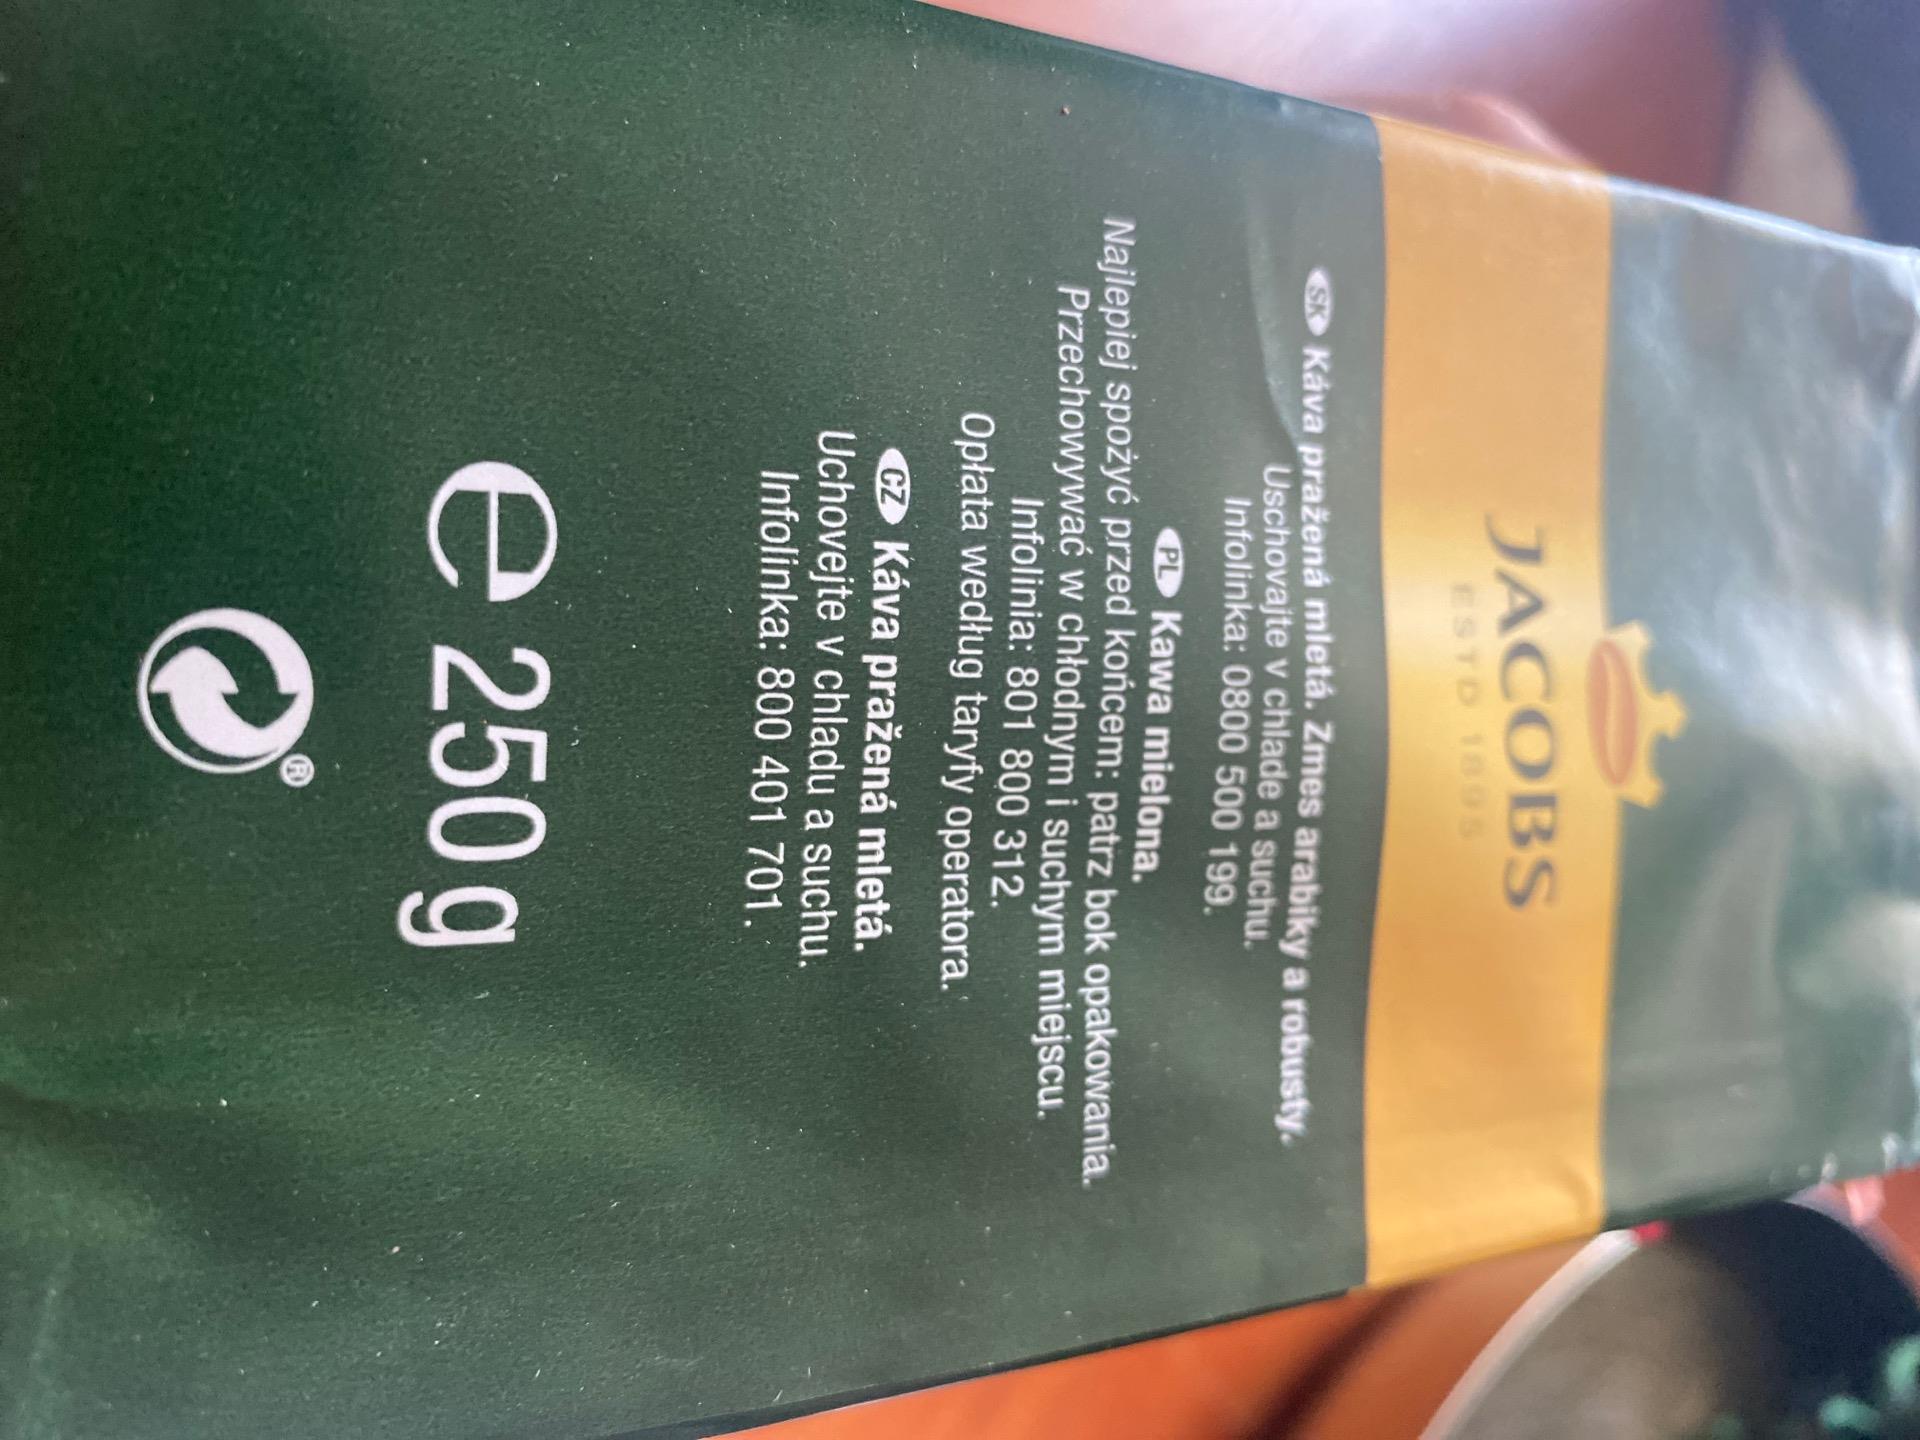 JACOBS
ESTD 1895
SK Káva pražená mletá. Zmes arabiky a robusty.
Uschovajte v chlade a suchu.
Infolinka: 0800 500 199.
PL Kawa mielona.
Najlepiej spożyć przed końcem: patrz bok opakowania.
Przechowywać w chłodnym i suchym miejscu.
Infolinia: 801 800 312.
Opłata według taryfy operatora.
CZ Káva pražená mletá.
Uchovejte v chladu a suchu.
Infolinka: 800 401 701.
e 250 g
®